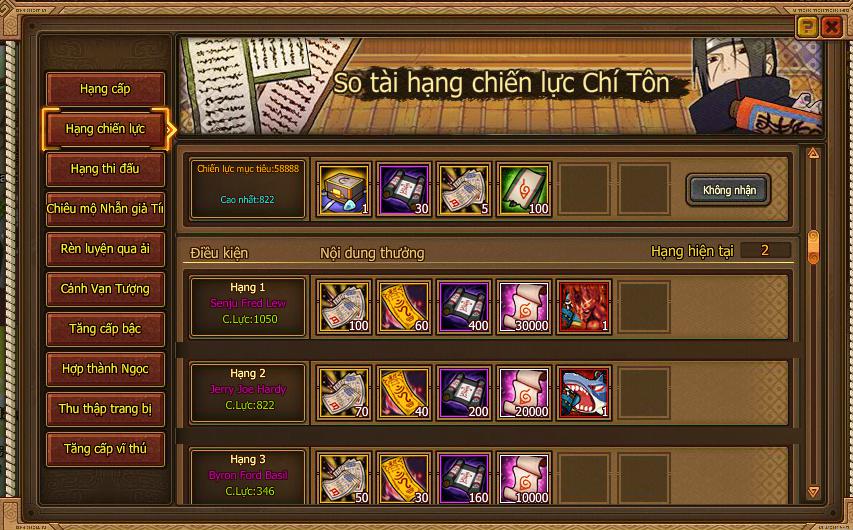 So tài hạng chiến lực Chí Tôn
Hạng cấp
Hạng chiến lực
Hạng thi đấu
Chiêu mộ Nhẫn giả Tí
Rèn luyện qua ải
Cảnh Vạn Tượng
Tăng cấp bậc
Hợp thành Ngọc
Thu thập trang bị
Tăng cấp vĩ thú
Chiến lực mục tiêu:58888
Cao nhất:822
1
30
5
100
Không nhận
Điều kiện
Nội dung thưởng
Hạng hiện tại 2
Hạng 1
Senju Fred Lew
C.Lực:1050
100
60
400
30000
1
Hạng 2
Jerry Joe Hardy
C.Lực:822
70
40
200
20000
1
Hạng 3
Byron Ford Basil
C.Lực:346
50
30
160
10000